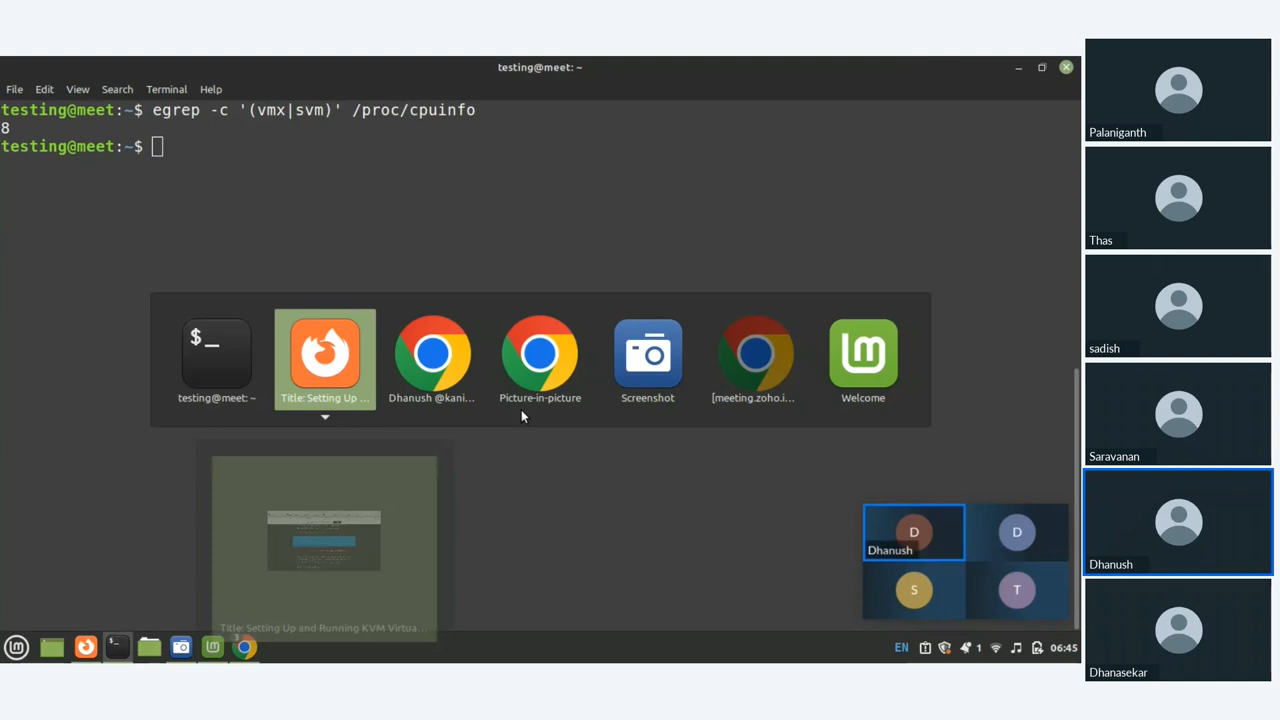 testing@meet: ~
File Edit View Search Terminal Help
testing@meet:~$ egrep -c '(vmx|svm)' /proc/cpuinfo
8
testing@meet:~$
$_
testing@meet: ~
Title: Setting Up ...
Dhanush @kani...
Picture-in-picture
Screenshot
[meeting.zoho.i...
Welcome
Title: Setting Up and Running KVM Virtua...
D
Dhanush
D
S
T
3
EN
1
06:45
Palaniganth
Thas
sadish
Saravanan
Dhanush
Dhanasekar